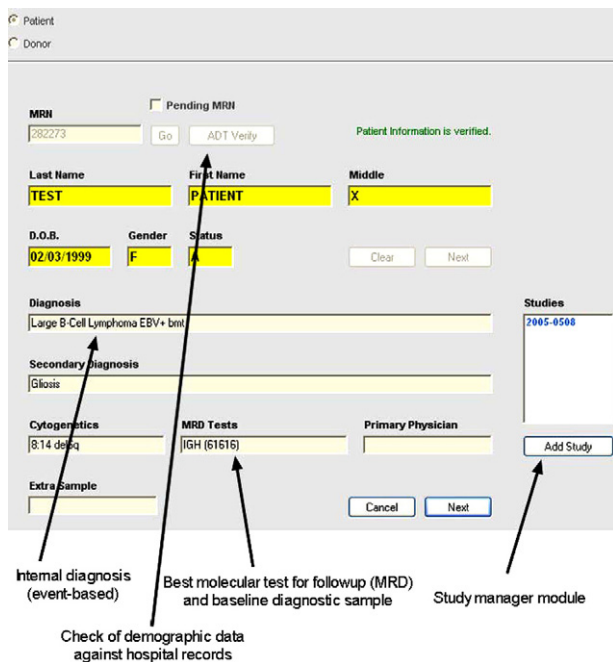 Patient
Donor
Pending MRN
MRN
282273 Go ADT Verify Patient Information is verified.
Last Name First Name Middle
TEST PATIENT X
D.O.B. Gender Status
02/03/1999 F A Clear Next
Diagnosis Studies
Large B-Cell Lymphoma EBV+ bmt 2005-0508
Secondary Diagnosis
Gliosis
Cytogenetics MRD Tests Primary Physician
8:14 del5q IGH (61616) Add Study
Extra Sample
Cancel Next
Internal diagnosis
(event-based)
Best molecular test for followup (MRD)
and baseline diagnostic sample
Study manager module
Check of demographic data
against hospital records